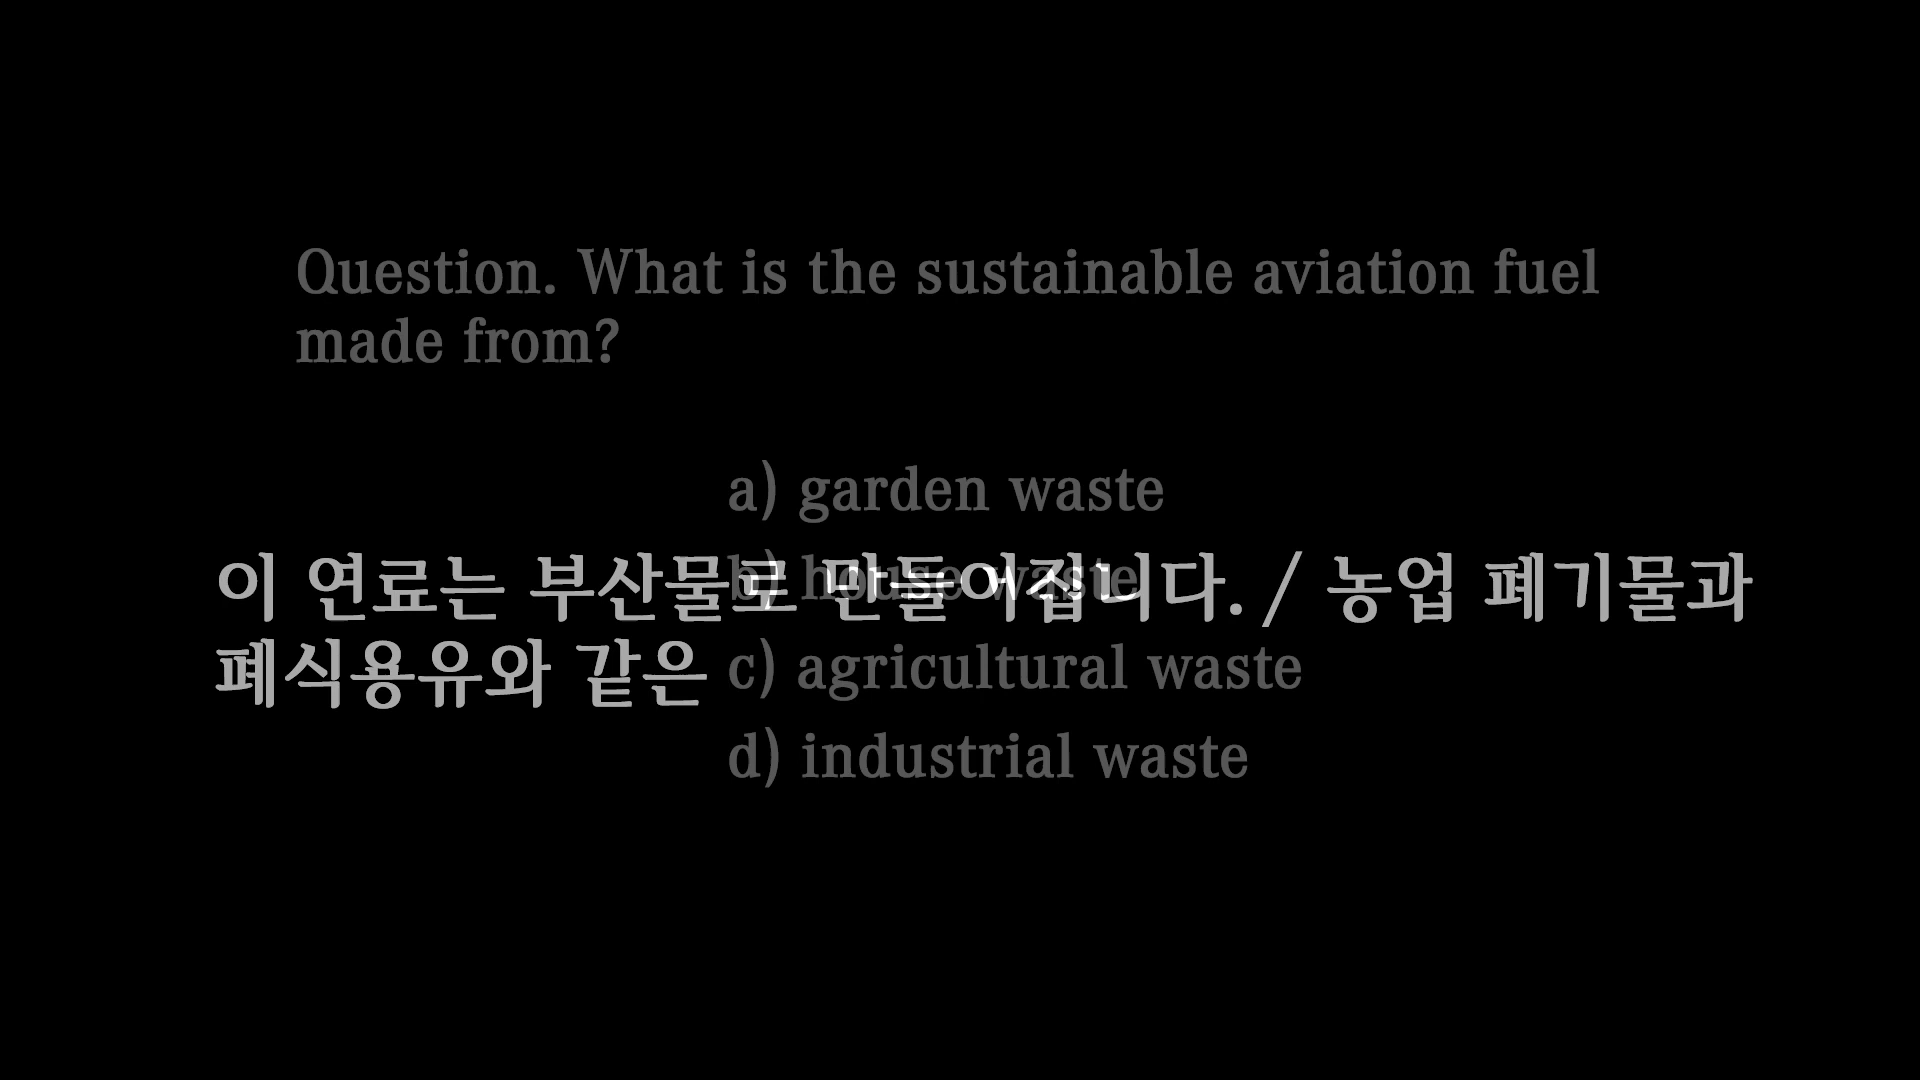 Question. What is the sustainable aviation fuel
made from?
a) garden waste
이 연료는 부산물로 만들어집니다. / 농업 폐기물과
b) house waste
폐식용유와 같은
c) agricultural waste
d) industrial waste